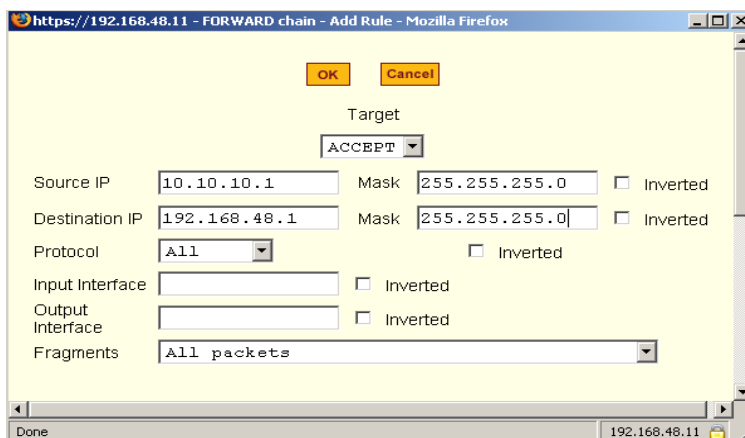 https://192.168.48.11 - FORWARD chain - Add Rule - Mozilla Firefox
OK Cancel
Target
ACCEPT
Source IP 10.10.10.1 Mask 255.255.255.0 Inverted
Destination IP 192.168.48.1 Mask 255.255.255.0 Inverted
Protocol All Inverted
Input Interface Inverted
Output
Interface Inverted
Fragments All packets
Done 192.168.48.11